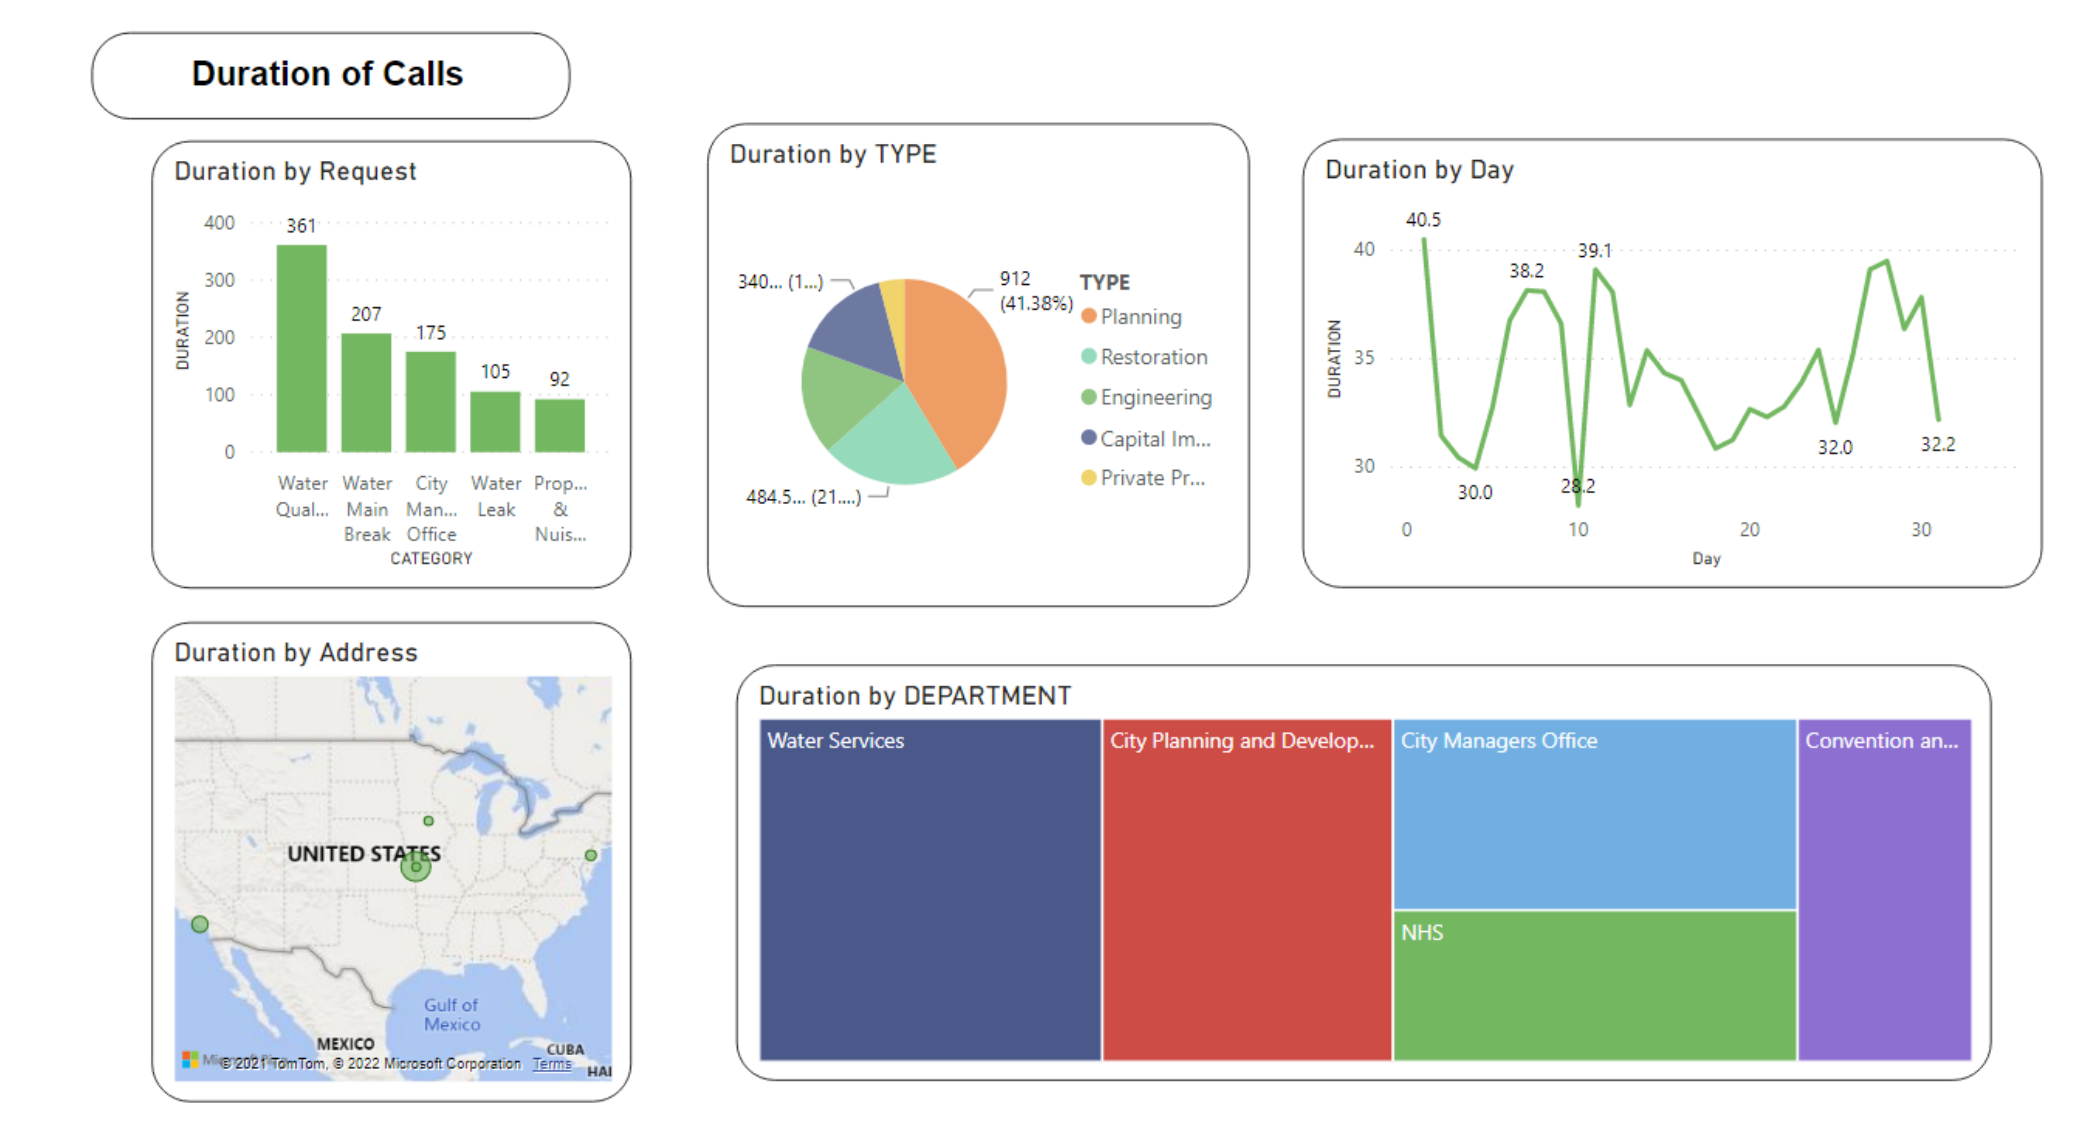 Duration of Calls
Duration by Request
400
300
200
100
0
DURATION
361
207
175
105
92
Water Qual...
Water Main Break
City Man... Office
Water Leak
Prop... & Nuis...
CATEGORY
Duration by TYPE
340... (1...)
912
(41.38%)
484.5... (21....)
TYPE
Planning
Restoration
Engineering
Capital Im...
Private Pr...
Duration by Day
40
35
30
DURATION
40.5
38.2
39.1
30.0
28.2
32.0
32.2
0
10
20
30
Day
Duration by Address
UNITED STATES
Gulf of
Mexico
MEXICO
CUBA
HAI
© 2021 TomTom, © 2022 Microsoft Corporation Terms
Duration by DEPARTMENT
Water Services
City Planning and Develop...
City Managers Office
Convention an...
NHS